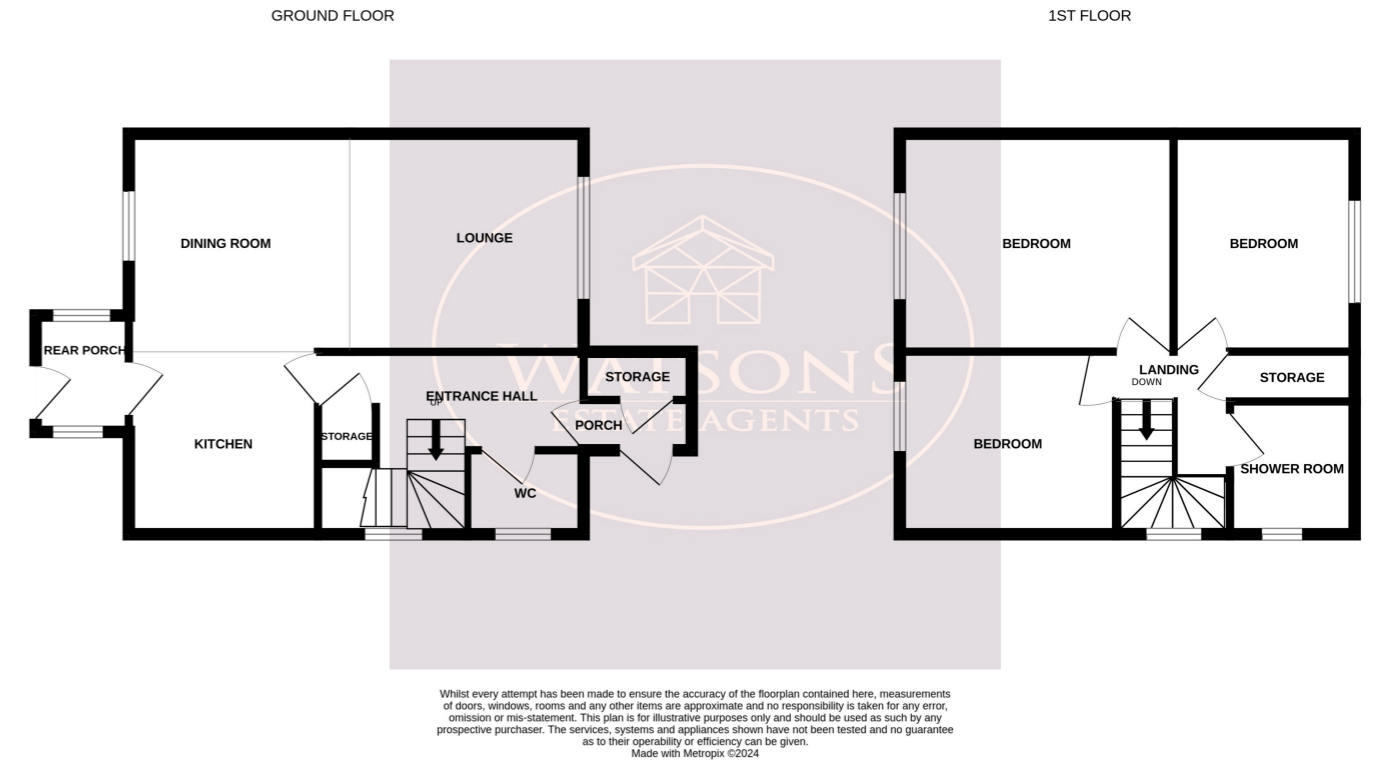 GROUND FLOOR
1ST FLOOR
DINING ROOM
LOUNGE
REAR PORCH
STORAGE
ENTRANCE HALL
UP
PORCH
KITCHEN
STORAGE
WC
BEDROOM
BEDROOM
LANDING
DOWN
STORAGE
BEDROOM
SHOWER ROOM
WATSONS
ESTATE AGENTS
Whilst every attempt has been made to ensure the accuracy of the floorplan contained here, measurements
of doors, windows, rooms and any other items are approximate and no responsibility is taken for any error,
omission or mis-statement. This plan is for illustrative purposes only and should be used as such by any
prospective purchaser. The services, systems and appliances shown have not been tested and no guarantee
as to their operability or efficiency can be given.
Made with Metropix ©2024